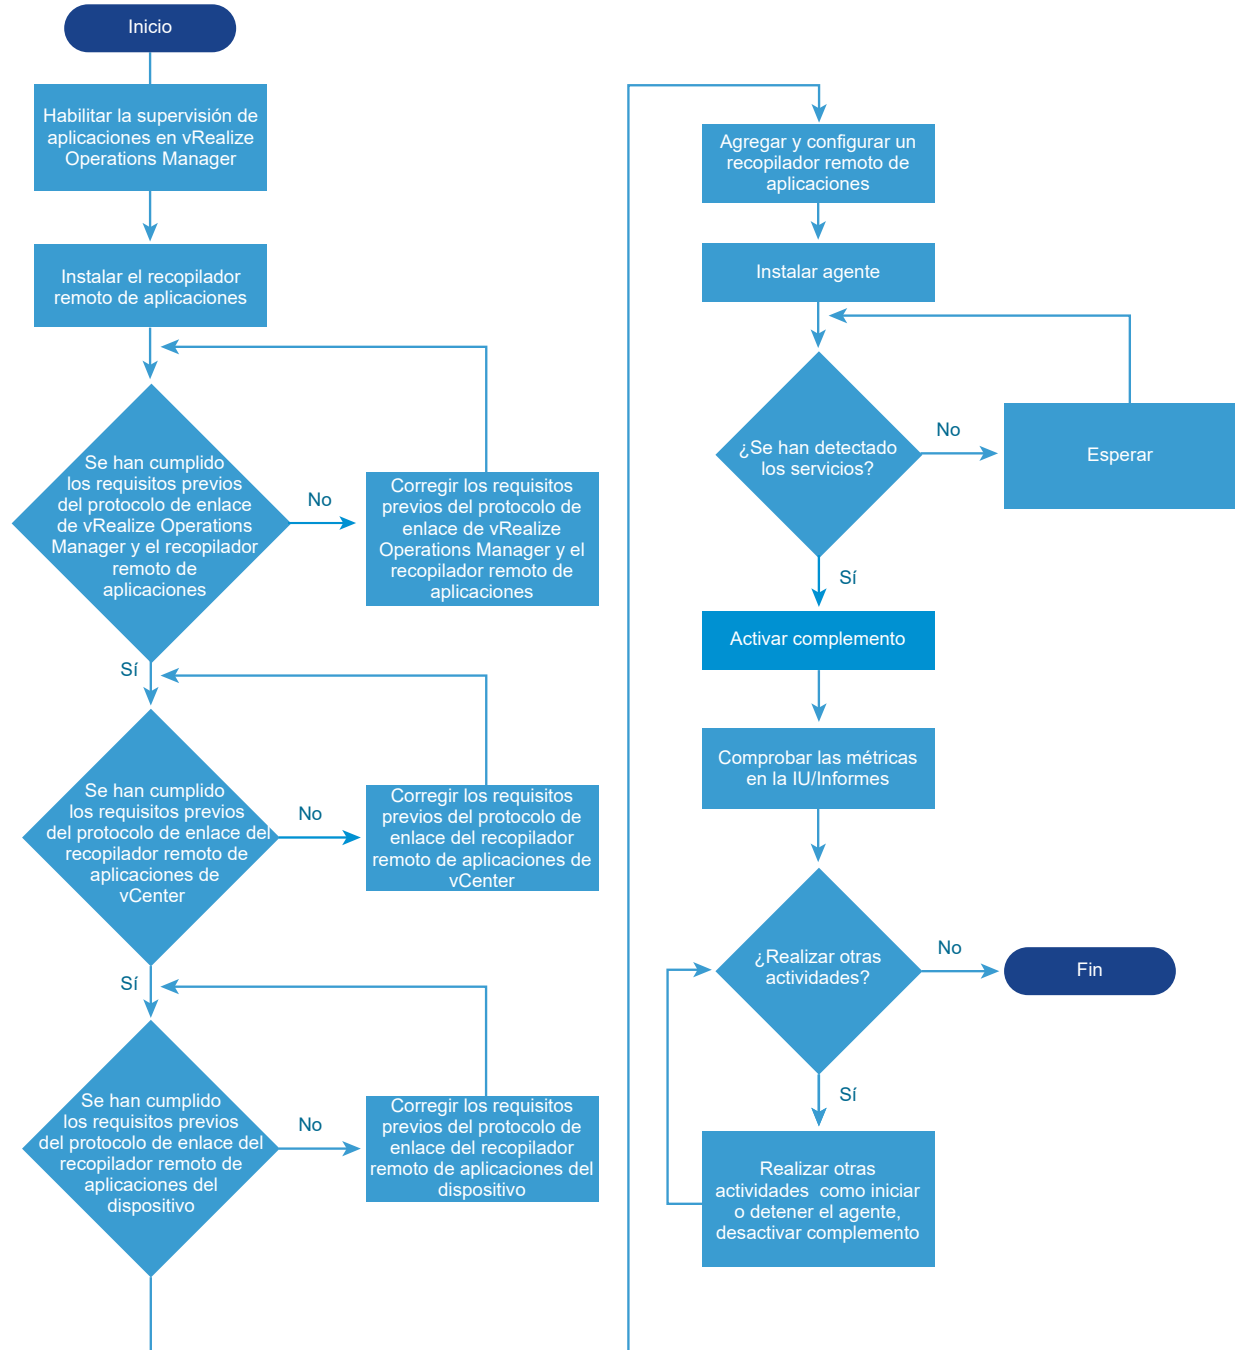 Inicio
Habilitar la supervisión de
aplicaciones en vRealize
Operations Manager
Instalar el recopilador
remoto de aplicaciones
Se han cumplido
los requisitos previos
del protocolo de enlace
de vRealize Operations
Manager y el recopilador
remoto de
aplicaciones
No
Corregir los requisitos
previos del protocolo de
enlace de vRealize
Operations Manager y el
recopilador remoto de
aplicaciones
Sí
Se han cumplido
los requisitos previos
del protocolo de enlace del
recopilador remoto de
aplicaciones de
vCenter
No
Corregir los requisitos
previos del protocolo de
enlace del recopilador
remoto de aplicaciones de
vCenter
Sí
Se han cumplido
los requisitos previos
del protocolo de enlace del
recopilador remoto de
aplicaciones del
dispositivo
No
Corregir los requisitos
previos del protocolo de
enlace del recopilador
remoto de aplicaciones del
dispositivo
Agregar y configurar un
recopilador remoto de
aplicaciones
Instalar agente
¿Se han detectado
los servicios?
No
Esperar
Sí
Activar complemento
Comprobar las métricas
en la IU/Informes
¿Realizar otras
actividades?
No
Fin
Sí
Realizar otras
actividades  como iniciar
o detener el agente,
desactivar complemento